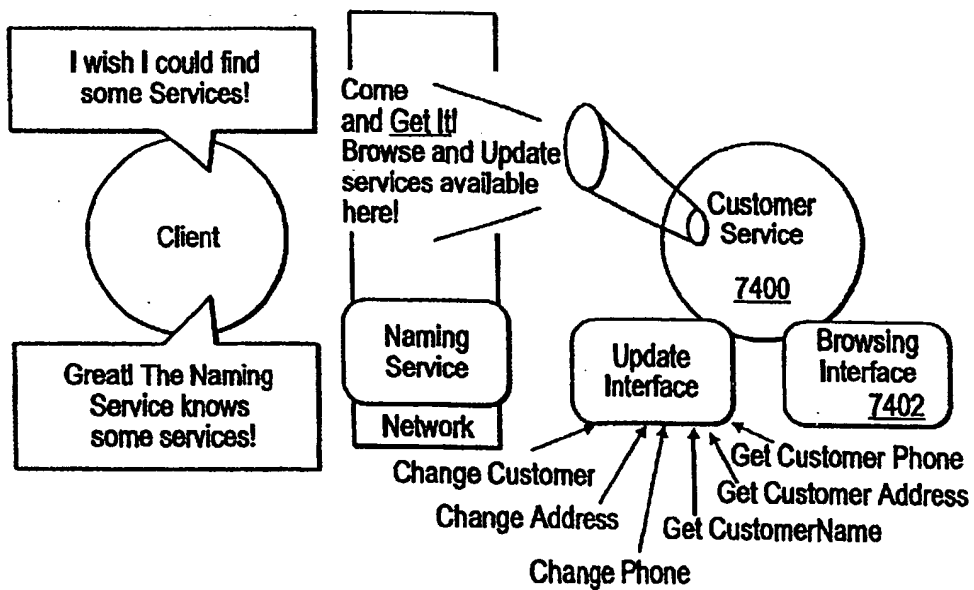 I wish I could find
some Services!
Client
Great! The Naming
Service knows
some services!
Come
and Get It!
Browse and Update
services available
here!
Naming
Service
Network
Customer
Service
7400
Update
Interface
Browsing
Interface
7402
Change Customer
Change Address
Change Phone
Get CustomerName
Get Customer Address
Get Customer Phone